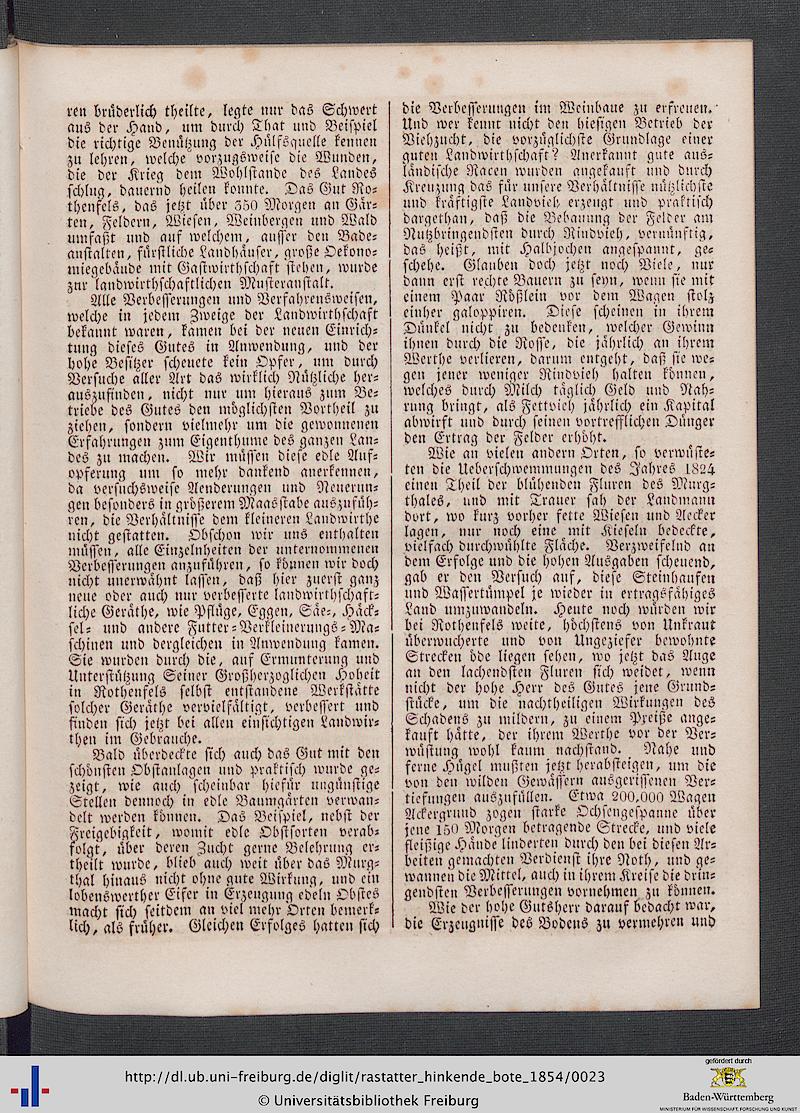 ren brüderlich theilte, legte nur das Schwert
aus der Hand, um durch That und Beispiel
die richtige Benützung der Hülfsquelle kennen
zu lehren, welche vorzugsweise die Wunden,
die der Krieg dem Wohlstande des Landes
schlug, dauernd heilen konnte. Das Gut Ro-
thenfels, das jetzt über 350 Morgen an Gär-
ten, Feldern, Wiesen, Weinbergen und Wald
umfaßt und auf welchem, ausser den Bade-
anstalten, fürstliche Landhäuser, große Oekono-
miegebäude mit Gastwirthschaft stehen, wurde
zur landwirthschaftlichen Musteranstalt.
Alle Verbesserungen und Verfahrensweisen,
welche in jedem Zweige der Landwirthschaft
bekannt waren, kamen bei der neuen Einrich-
tung dieses Gutes in Anwendung, und der
hohe Besitzer scheuete kein Opfer, um durch
Versuche aller Art das wirklich Nützliche her-
auszufinden, nicht nur um hieraus zum Be-
triebe des Gutes den möglichsten Vortheil zu
ziehen, sondern vielmehr um die gewonnenen
Erfahrungen zum Eigenthume des ganzen Lan-
des zu machen. Wir müssen diese edle Auf-
opferung um so mehr dankend anerkennen,
da versuchsweise Aenderungen und Neuerun-
gen besonders in größerem Maasstabe auszufüh-
ren, die Verhältnisse dem kleineren Landwirthe
nicht gestatten. Obschon wir uns enthalten
müssen, alle Einzelnheiten der unternommenen
Verbesserungen anzuführen, so können wir doch
nicht unerwähnt lassen, daß hier zuerst ganz
neue oder auch nur verbesserte landwirthschaft-
liche Geräthe, wie Pflüge, Eggen, Säe-, Häck-
sel- und andere Futter-Verkleinerungs-Ma-
schinen und dergleichen in Anwendung kamen.
Sie wurden durch die, auf Ermunterung und
Unterstützung Seiner Großherzoglichen Hoheit
in Rothenfels selbst entstandene Werkstätte
solcher Geräthe vervielfältigt, verbessert und
finden sich jetzt bei allen einsichtigen Landwir-
then im Gebrauche.
Bald überdeckte sich auch das Gut mit den
schönsten Obstanlagen und praktisch wurde ge-
zeigt, wie auch scheinbar hiefür ungünstige
Stellen dennoch in edle Baumgärten verwan-
delt werden können. Das Beispiel, nebst der
Freigebigkeit, womit edle Obstsorten verab-
folgt, über deren Zucht gerne Belehrung er-
theilt wurde, blieb auch weit über das Murg-
thal hinaus nicht ohne gute Wirkung, und ein
lobenswerther Eifer in Erzeugung edeln Obstes
macht sich seitdem an viel mehr Orten bemerk-
lich, als früher. Gleichen Erfolges hatten sich
die Verbesserungen im Weinbaue zu erfreuen.
Und wer kennt nicht den hiesigen Betrieb der
Viehzucht, die vorzüglichste Grundlage einer
guten Landwirthschaft? Anerkannt gute aus-
ländische Racen wurden angekauft und durch
Kreuzung das für unsere Verhältnisse nützlichste
und kräftigste Landvieh erzeugt und praktisch
dargethan, daß die Bebauung der Felder am
Nutzbringendsten durch Rindvieh, vernünftig,
das heißt, mit Halbjochen angespannt, ge-
schehe. Glauben doch jetzt noch Viele, nur
dann erst rechte Bauern zu seyn, wenn sie mit
einem Paar Rößlein vor dem Wagen stolz
einher galoppiren. Diese scheinen in ihrem
Dünkel nicht zu bedenken, welcher Gewinn
ihnen durch die Rosse, die jährlich an ihrem
Werthe verlieren, darum entgeht, daß sie we-
gen jener weniger Rindvieh halten können,
welches durch Milch täglich Geld und Nah-
rung bringt, als Fettvieh jährlich ein Kapital
abwirft und durch seinen vortrefflichen Dünger
den Ertrag der Felder erhöht.
Wie an vielen andern Orten, so verwüste-
ten die Ueberschwemmungen des Jahres 1824
einen Theil der blühenden Fluren des Murg-
thales, und mit Trauer sah der Landmann
dort, wo kurz vorher fette Wiesen und Aecker
lagen, nur noch eine mit Kieseln bedeckte,
vielfach durchwühlte Fläche. Verzweifelnd an
dem Erfolge und die hohen Ausgaben scheuend,
gab er den Versuch auf, diese Steinhaufen
und Wassertümpel je wieder in ertragsfähiges
Land umzuwandeln. Heute noch würden wir
bei Rothenfels weite, höchstens von Unkraut
überwucherte und von Ungeziefer bewohnte
Strecken öde liegen sehen, wo jetzt das Auge
an den lachendsten Fluren sich weidet, wenn
nicht der hohe Herr des Gutes jene Grund-
stücke, um die nachtheiligen Wirkungen des
Schadens zu mildern, zu einem Preiße ange-
kauft hätte, der ihrem Werthe vor der Ver-
wüstung wohl kaum nachstand. Nahe und
ferne Hügel mußten jetzt herabsteigen, um die
von den wilden Gewässern ausgerissenen Ver-
tiefungen auszufüllen. Etwa 200,000 Wagen
Ackergrund zogen starke Ochsengespanne über
jene 150 Morgen betragende Strecke, und viele
fleißige Hände linderten durch den bei diesen Ar-
beiten gemachten Verdienst ihre Noth, und ge-
wannen die Mittel, auch in ihrem Kreise die drin-
gendsten Verbesserungen vornehmen zu können.
Wie der hohe Gutsherr darauf bedacht war,
die Erzeugnisse des Bodens zu vermehren und
http://dl.ub.uni-freiburg.de/diglit/rastatter_hinkende_bote_1854/0023
© Universitätsbibliothek Freiburg
gefördert durch
Baden-Württemberg
MINISTERIUM FÜR WISSENSCHAFT, FORSCHUNG UND KUNST